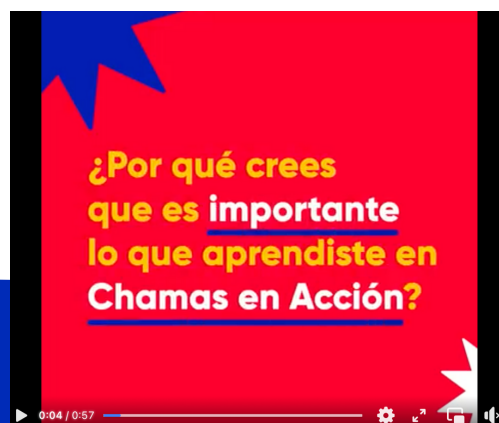 ¿Por qué crees
que es importante
lo que aprendiste en
Chamas en Acción?
0:04 / 0:57